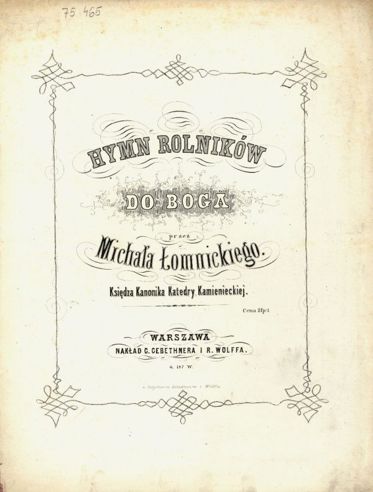 75 465
HYMN ROLNIKÓW
DO BOGA
przez
Michała Łomnickiego.
Księdza Kanonika Katedry Kamienieckiej.
Cena
WARSZAWA
NAKŁAD G. GEBETHNERA I R. WOLFFA.
G. 187 W.